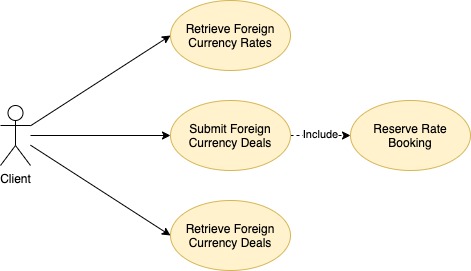 Retrieve Foreign
Currency Rates
Submit Foreign
Currency Deals
Include
Reserve Rate
Booking
Client
Retrieve Foreign
Currency Deals